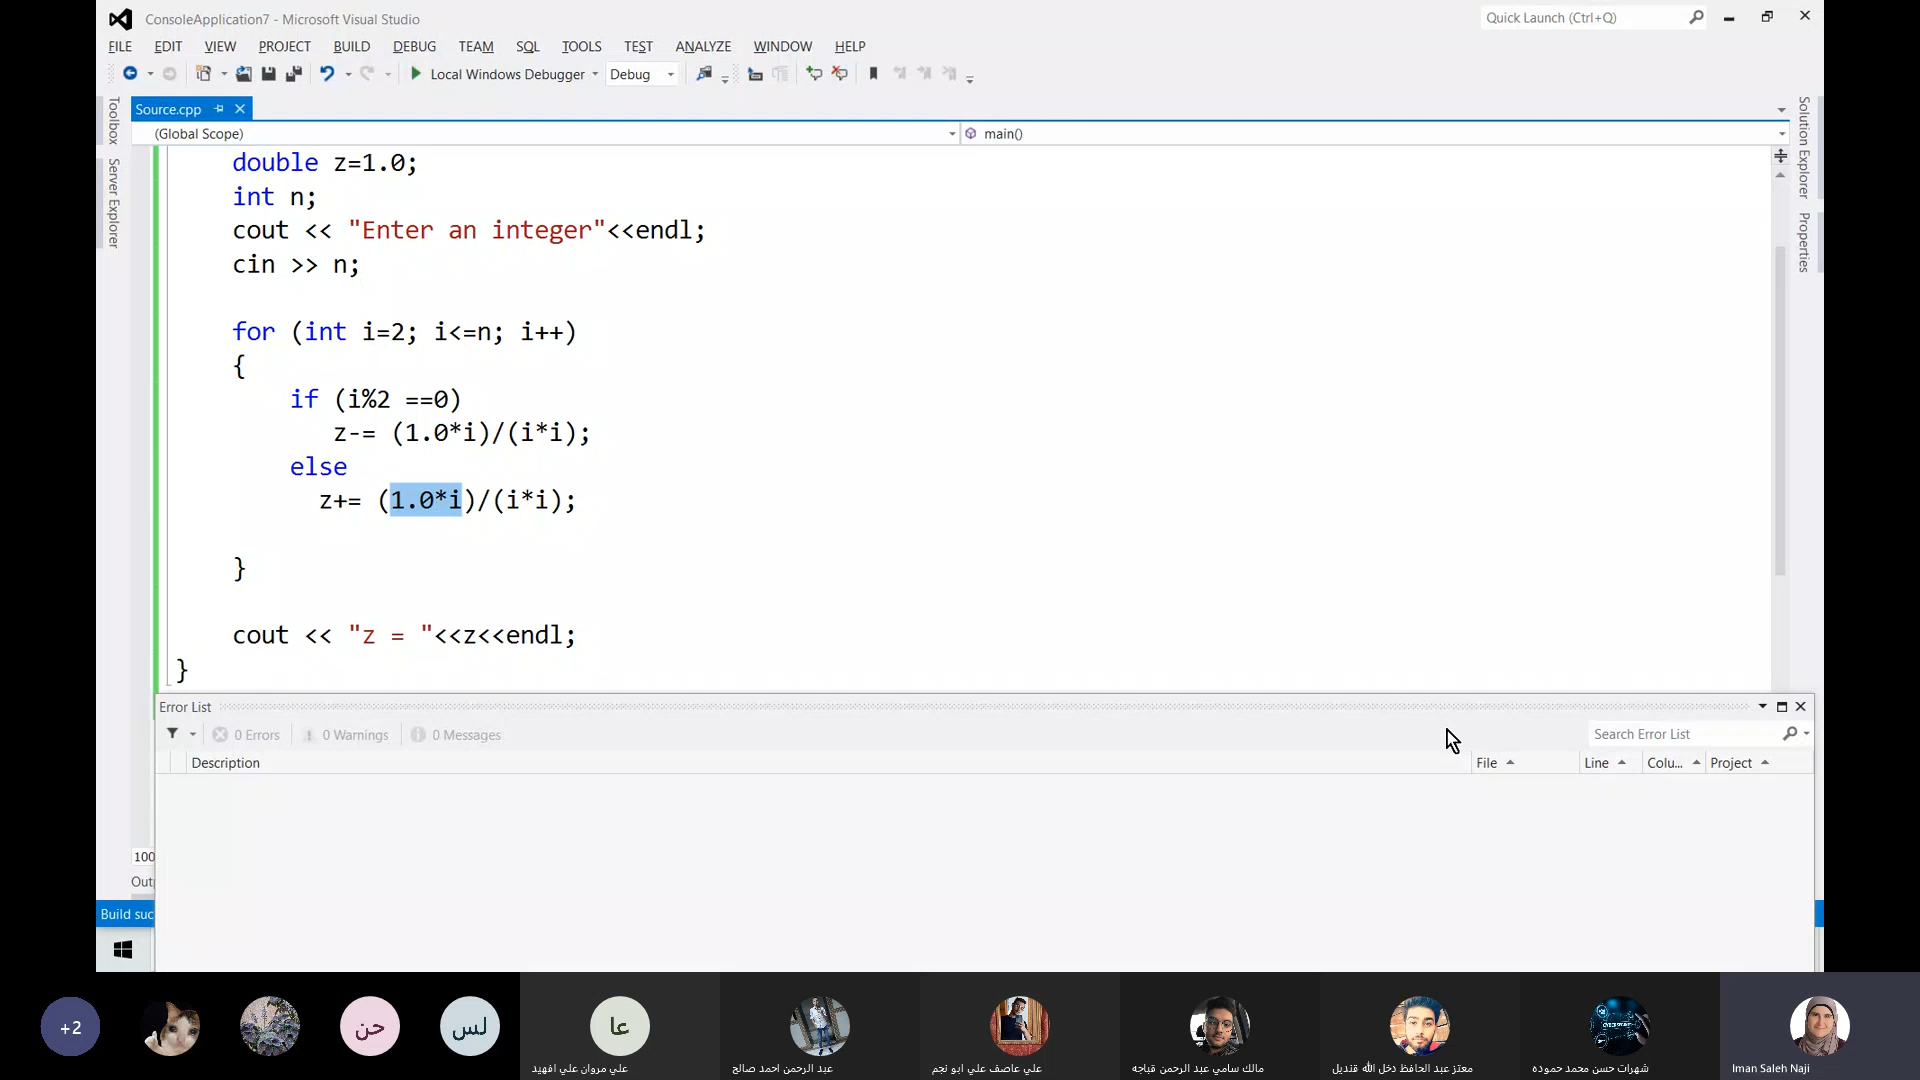 ConsoleApplication7 - Microsoft Visual Studio
Quick Launch (Ctrl+Q)
FILE EDIT VIEW PROJECT BUILD DEBUG TEAM SQL TOOLS TEST ANALYZE WINDOW HELP
Local Windows Debugger Debug
Toolbox
Server Explorer
Solution Explorer
Properties
Source.cpp
(Global Scope) main()
double z=1.0;
int n;
cout << "Enter an integer"<<endl;
cin >> n;
for (int i=2; i<=n; i++)
{
if (i%2 ==0)
z-= (1.0*i)/(i*i);
else
z+= (1.0*i)/(i*i);
}
cout << "z = "<<z<<endl;
}
Error List
0 Errors 0 Warnings 0 Messages
Search Error List
Description File Line Colu... Project
100
Out
Build suc
+2
حن
لس
عا
علي مروان علي افهيد
عبد الرحمن احمد صالح
علي عاصف علي ابو نجم
مالك سامي عبد الرحمن قباجه
معتز عبد الحافظ دخل الله قنديل
شهرات حسن محمد حموده
Iman Saleh Naji